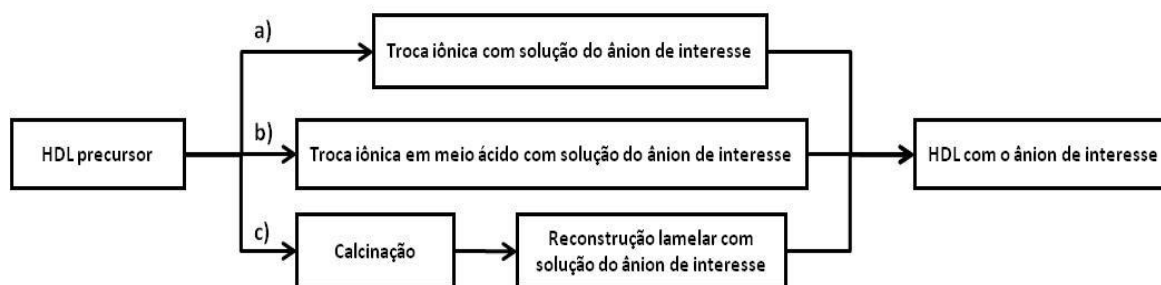 a)
Troca iônica com solução do ânion de interesse
HDL precursor
b)
Troca iônica em meio ácido com solução do ânion de interesse
HDL com o ânion de interesse
c)
Calcinação
Reconstrução lamelar com
solução do ânion de interesse